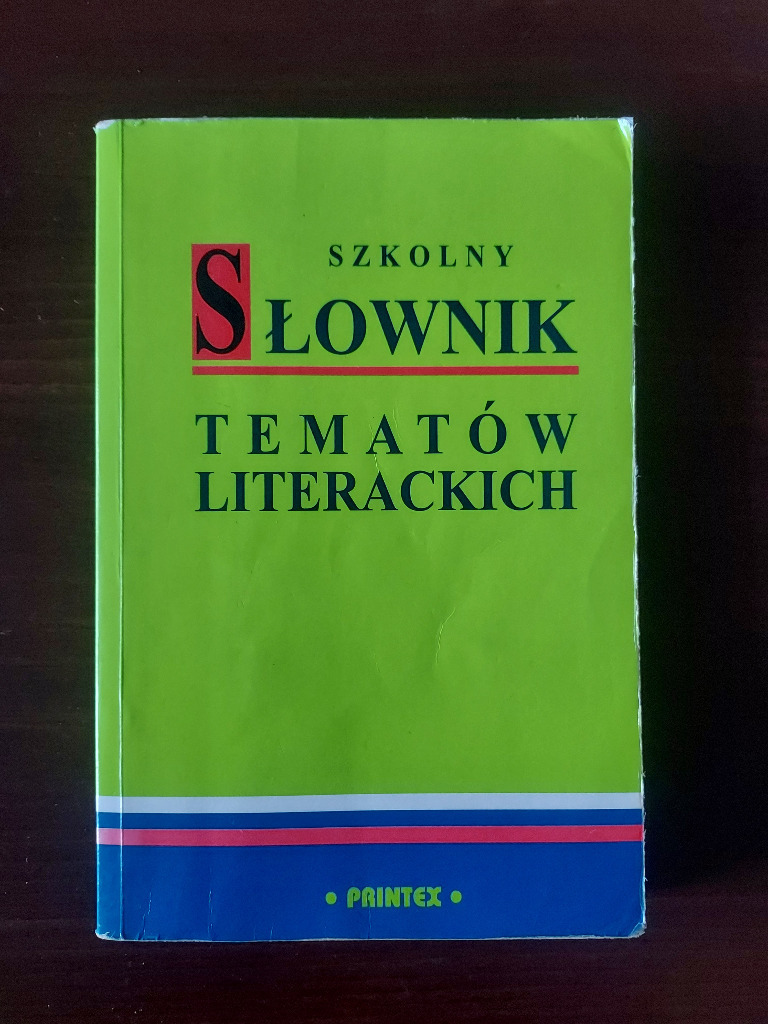 SZKOLNY
SŁOWNIK
TEMATÓW
LITERACKICH
• PRINTEX •